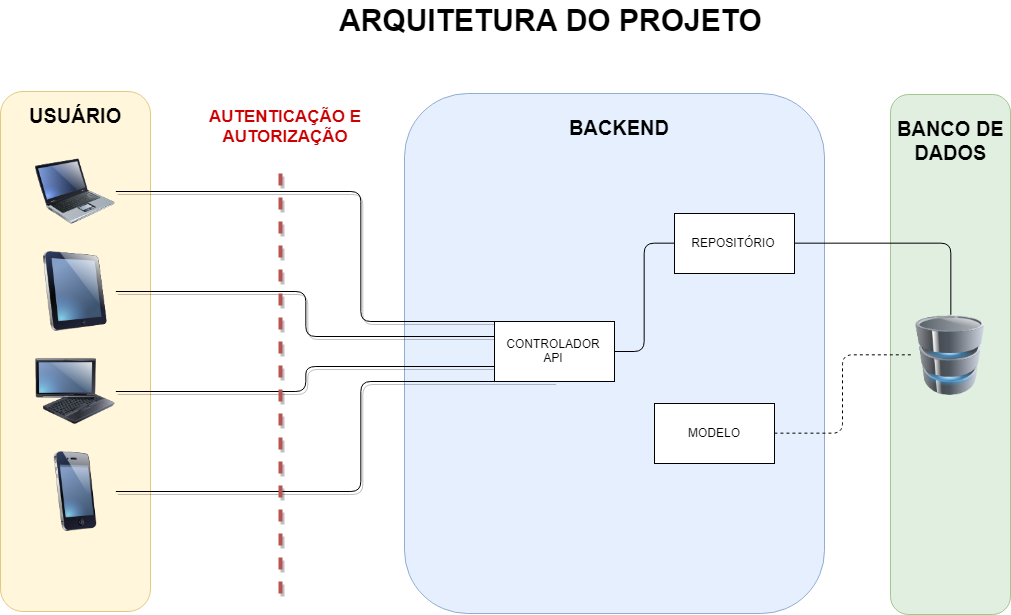 ARQUITETURA DO PROJETO
USUÁRIO
AUTENTICAÇÃO E
AUTORIZAÇÃO
BACKEND
BANCO DE
DADOS
REPOSITÓRIO
CONTROLADOR
API
MODELO